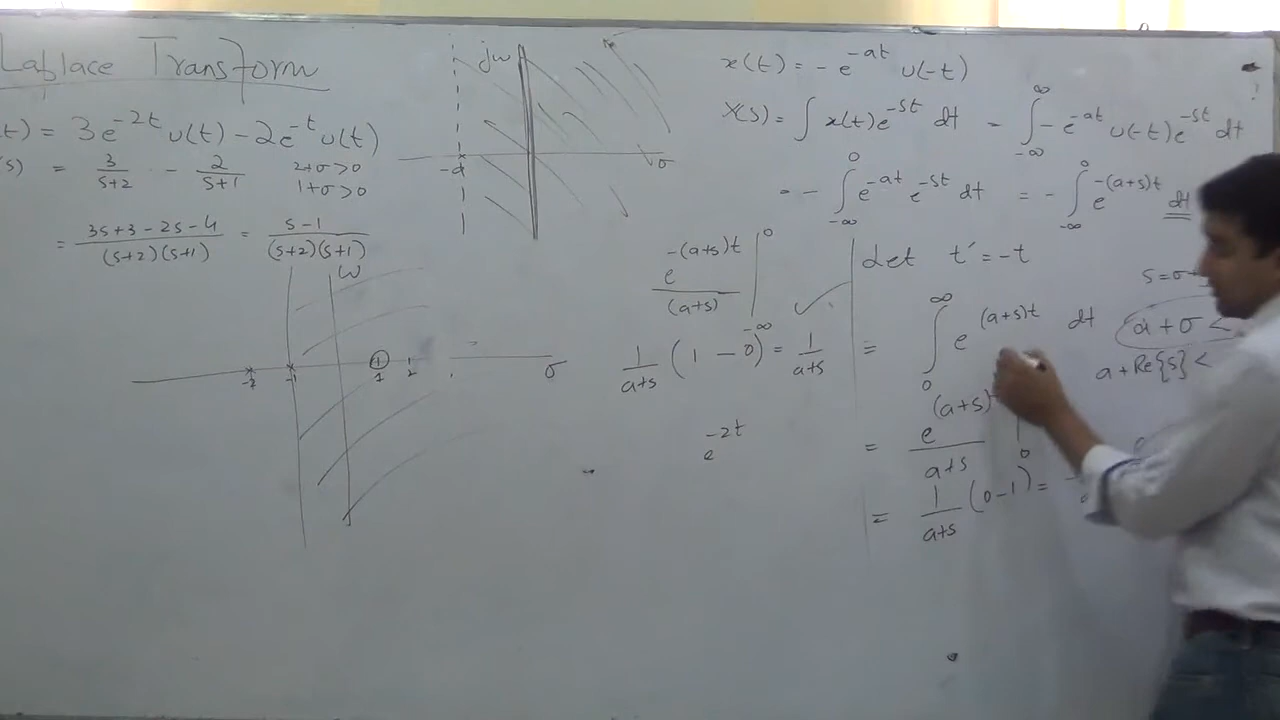 Laplace Transform
(t) = 3e^{-2t} u(t) - 2e^{-t} u(t)
(s) = 3/(s+2) - 2/(s+1)
2+σ>0
1+σ>0
= (3s+3-2s-4)/((s+2)(s+1)) = (s-1)/((s+2)(s+1))
jω
-a
σ
ω
-2 -1 1 2
σ
x(t) = -e^{-at} u(-t)
X(s) = ∫ x(t)e^{-st} dt = ∫_{-∞}^{∞} -e^{-at} u(-t)e^{-st} dt
= -∫_{-∞}^{0} e^{-at} e^{-st} dt = -∫_{-∞}^{0} e^{-(a+s)t} dt
e^{-(a+s)t}/(a+s) |_{-∞}^{0}
1/(a+s) (1 - 0) = 1/(a+s)
e^{-2t}
Let t' = -t
s=σ+
= ∫_{0}^{∞} e^{(a+s)t} dt
a+σ <
a+Re{s} <
= e^{(a+s)}/(a+s) |_{0}
= 1/(a+s) (0-1) = -